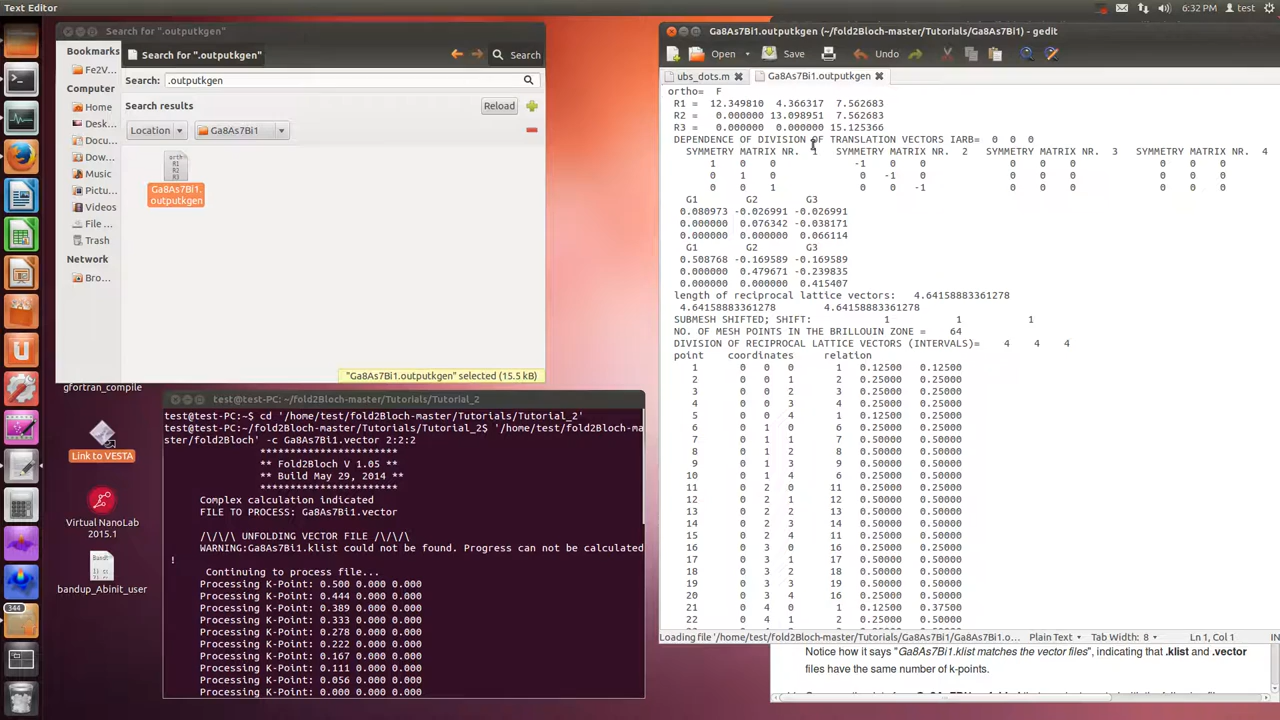 Text Editor
6:32 PM test
Search for ".outputkgen"
Bookmarks
Fe2V...
Computer
Home
Desk...
Docu...
Dow...
Music
Pictu...
Videos
File ...
Trash
Network
Bro...
Search for ".outputkgen"
Search
Search: .outputkgen
Search results
Reload
Location Ga8As7Bi1
Ga8As7Bi1.
outputkgen
"Ga8As7Bi1.outputkgen" selected (15.5 kB)
gfortran_compile
Link to VESTA
Virtual NanoLab
2015.1
bandup_Abinit_user
344
test@test-PC: ~/fold2Bloch-master/Tutorials/Tutorial_2
test@test-PC:~$ cd '/home/test/fold2Bloch-master/Tutorials/Tutorial_2'
test@test-PC:~/fold2Bloch-master/Tutorials/Tutorial_2$ '/home/test/fold2Bloch-ma
ster/fold2Bloch' -c Ga8As7Bi1.vector 2:2:2
***********************
** Fold2Bloch V 1.05 **
** Build May 29, 2014 **
***********************
Complex calculation indicated
FILE TO PROCESS: Ga8As7Bi1.vector
/\/\/\ UNFOLDING VECTOR FILE /\/\/\
WARNING:Ga8As7Bi1.klist could not be found. Progress can not be calculated
!
Continuing to process file...
Processing K-Point: 0.500 0.000 0.000
Processing K-Point: 0.444 0.000 0.000
Processing K-Point: 0.389 0.000 0.000
Processing K-Point: 0.333 0.000 0.000
Processing K-Point: 0.278 0.000 0.000
Processing K-Point: 0.222 0.000 0.000
Processing K-Point: 0.167 0.000 0.000
Processing K-Point: 0.111 0.000 0.000
Processing K-Point: 0.056 0.000 0.000
Processing K-Point: 0.000 0.000 0.000
Ga8As7Bi1.outputkgen (~/fold2Bloch-master/Tutorials/Ga8As7Bi1) - gedit
Open Save Undo
ubs_dots.m Ga8As7Bi1.outputkgen
ortho= F
R1 = 12.349810 4.366317 7.562683
R2 = 0.000000 13.098951 7.562683
R3 = 0.000000 0.000000 15.125366
DEPENDENCE OF DIVISION OF TRANSLATION VECTORS IARB= 0 0 0
SYMMETRY MATRIX NR. 1 SYMMETRY MATRIX NR. 2 SYMMETRY MATRIX NR. 3 SYMMETRY MATRIX NR. 4
1 0 0 -1 0 0 0 0 0 0 0 0
0 1 0 0 -1 0 0 0 0 0 0 0
0 0 1 0 0 -1 0 0 0 0 0 0
G1 G2 G3
0.080973 -0.026991 -0.026991
0.000000 0.076342 -0.038171
0.000000 0.000000 0.066114
G1 G2 G3
0.508768 -0.169589 -0.169589
0.000000 0.479671 -0.239835
0.000000 0.000000 0.415407
length of reciprocal lattice vectors: 4.64158883361278
4.64158883361278 4.64158883361278
SUBMESH SHIFTED; SHIFT: 1 1 1
NO. OF MESH POINTS IN THE BRILLOUIN ZONE = 64
DIVISION OF RECIPROCAL LATTICE VECTORS (INTERVALS)= 4 4 4
point coordinates relation
1 0 0 0 1 0.12500 0.12500
2 0 0 1 2 0.25000 0.25000
3 0 0 2 3 0.25000 0.25000
4 0 0 3 4 0.25000 0.25000
5 0 0 4 1 0.12500 0.25000
6 0 1 0 6 0.25000 0.25000
7 0 1 1 7 0.50000 0.50000
8 0 1 2 8 0.50000 0.50000
9 0 1 3 9 0.50000 0.50000
10 0 1 4 6 0.25000 0.50000
11 0 2 0 11 0.25000 0.25000
12 0 2 1 12 0.50000 0.50000
13 0 2 2 13 0.50000 0.50000
14 0 2 3 14 0.50000 0.50000
15 0 2 4 11 0.25000 0.50000
16 0 3 0 16 0.25000 0.25000
17 0 3 1 17 0.50000 0.50000
18 0 3 2 18 0.50000 0.50000
19 0 3 3 19 0.50000 0.50000
20 0 3 4 16 0.25000 0.50000
21 0 4 0 1 0.12500 0.37500
22 0 4 1 2 0.25000 0.50000
Loading file '/home/test/fold2Bloch-master/Tutorials/Ga8As7Bi1/Ga8As7Bi1.o... Plain Text Tab Width: 8 Ln 1, Col 1 IN
Notice how it says "Ga8As7Bi1.klist matches the vector files", indicating that .klist and .vector
files have the same number of k-points.